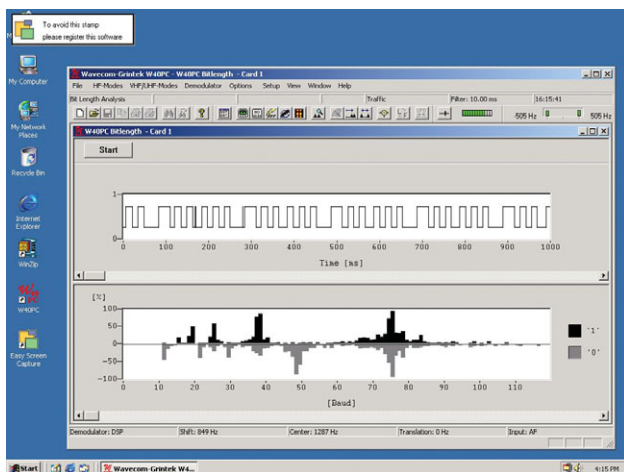 To avoid this stamp
please register this software
My Computer
My Network
Places
Recycle Bin
Internet
Explorer
WinZip
W40PC
Easy Screen
Capture
Wavecom-Grintek W40PC - W40PC Bitlength - Card 1
File HF-Modes VHF/UHF-Modes Demodulator Options Setup View Window Help
Bit Length Analysis Traffic Filter: 10.00 ms 16:15:41
-505 Hz 505 Hz
W40PC Bitlength - Card 1
Start
1
0
0 100 200 300 400 500 600 700 800 900 1000
Time [ms]
[%]
100
50
0
-50
-100
0 10 20 30 40 50 60 70 80 90 100 110
[Baud]
'1'
'0'
Demodulator: DSP Shift: 849 Hz Center: 1287 Hz Translation: 0 Hz Input: AF
Start Wavecom-Grintek W4... 4:15 PM